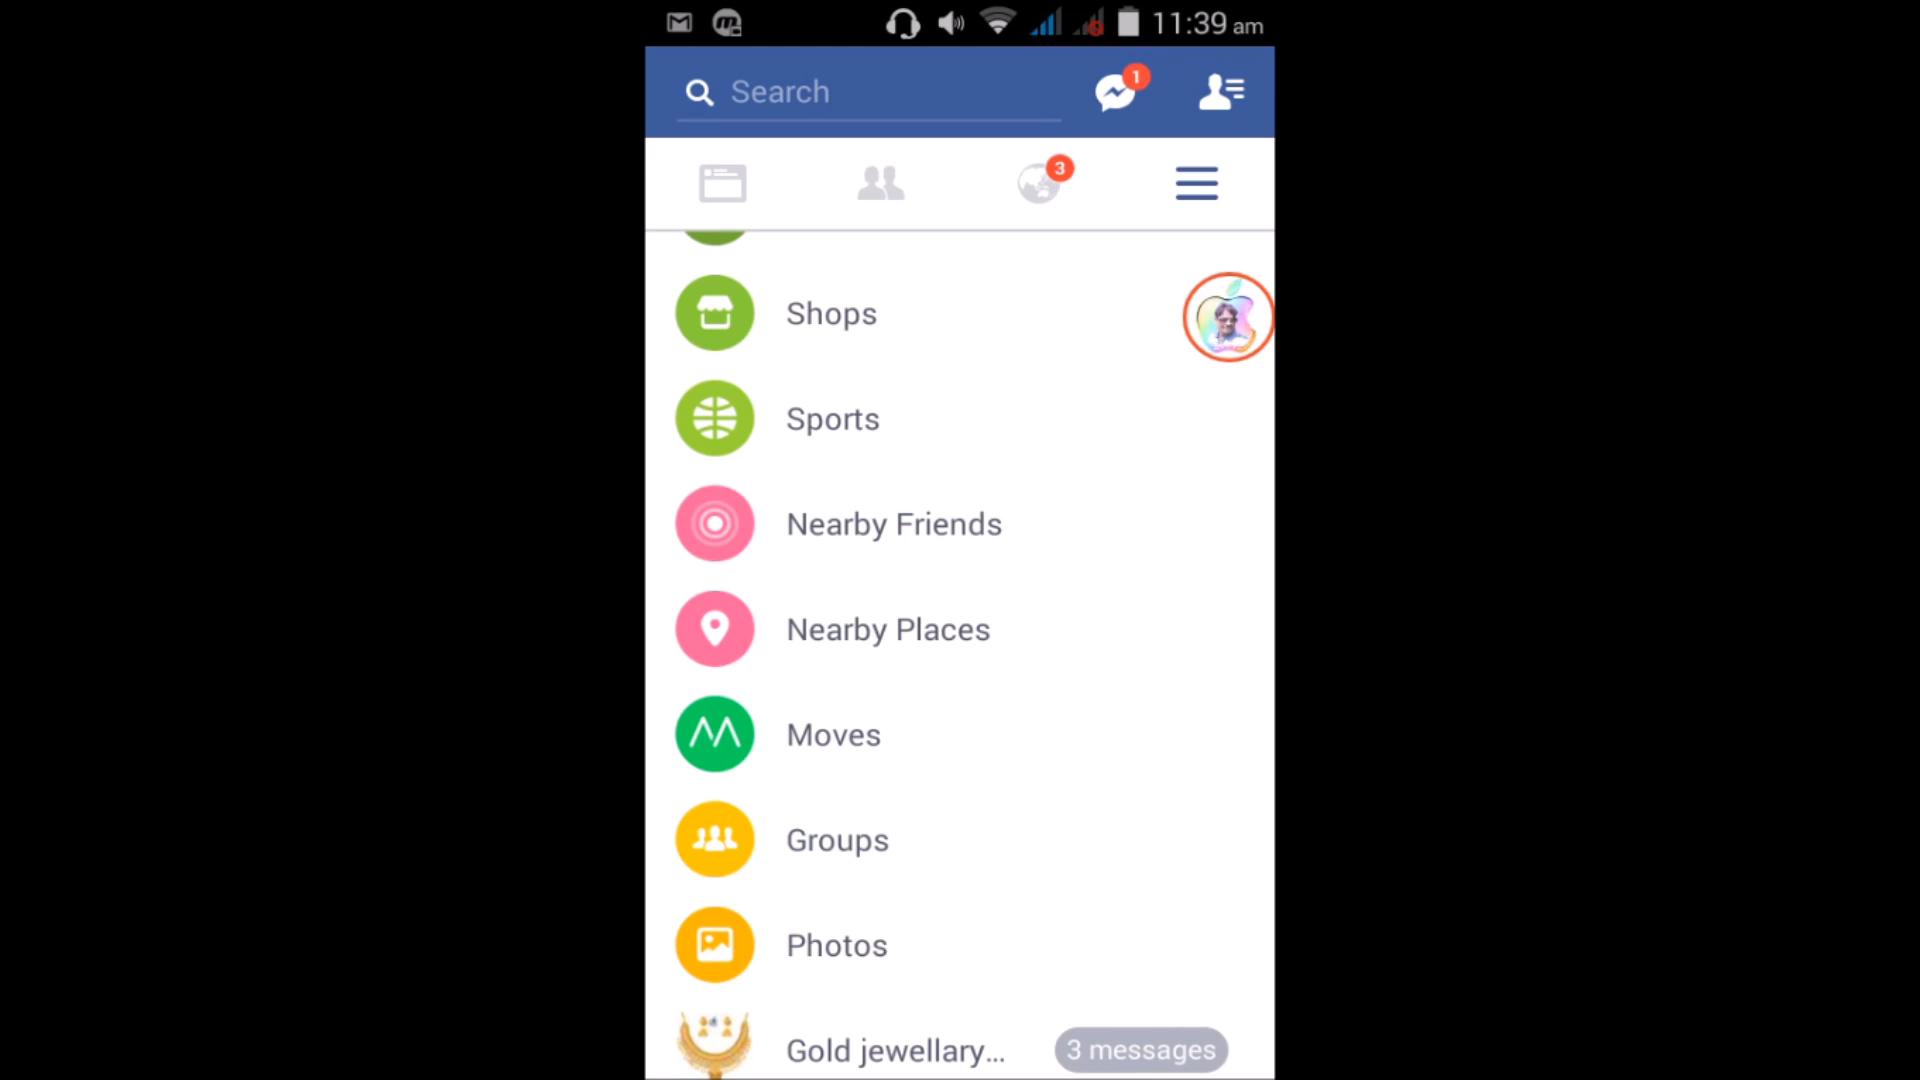 11:39 am
Search
1
3
Shops
Sports
Nearby Friends
Nearby Places
Moves
Groups
Photos
Gold jewellary...
3 messages